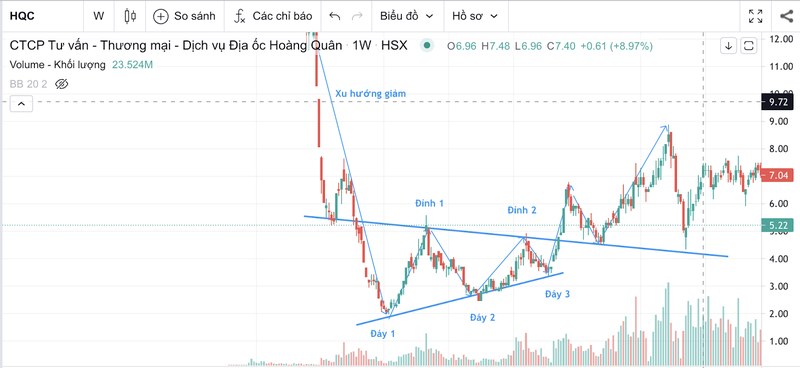 HQC W So sánh Các chỉ báo Biểu đồ Hồ sơ
CTCP Tư vấn - Thương mại - Dịch vụ Địa ốc Hoàng Quân 1W HSX O6.96 H7.48 L6.96 C7.40 +0.61 (+8.97%)
Volume - Khối lượng 23.524M
BB 20 2
Xu hướng giảm
Đỉnh 1
Đỉnh 2
Đáy 3
Đáy 2
Đáy 1
12.00
11.00
9.72
9.00
8.00
7.04
6.00
5.22
4.00
3.00
2.00
1.00